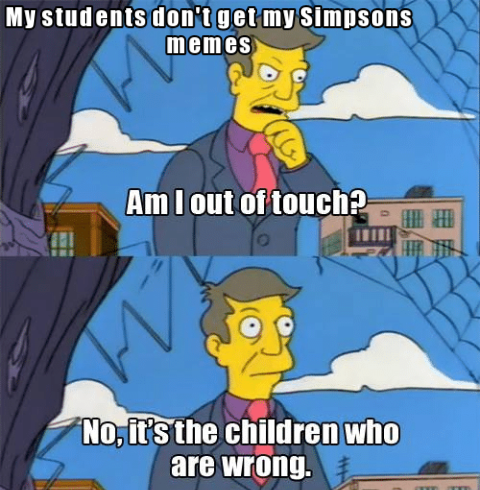 My students don't get my Simpsons
memes
Am I out of touch?
No, it's the children who
are wrong.